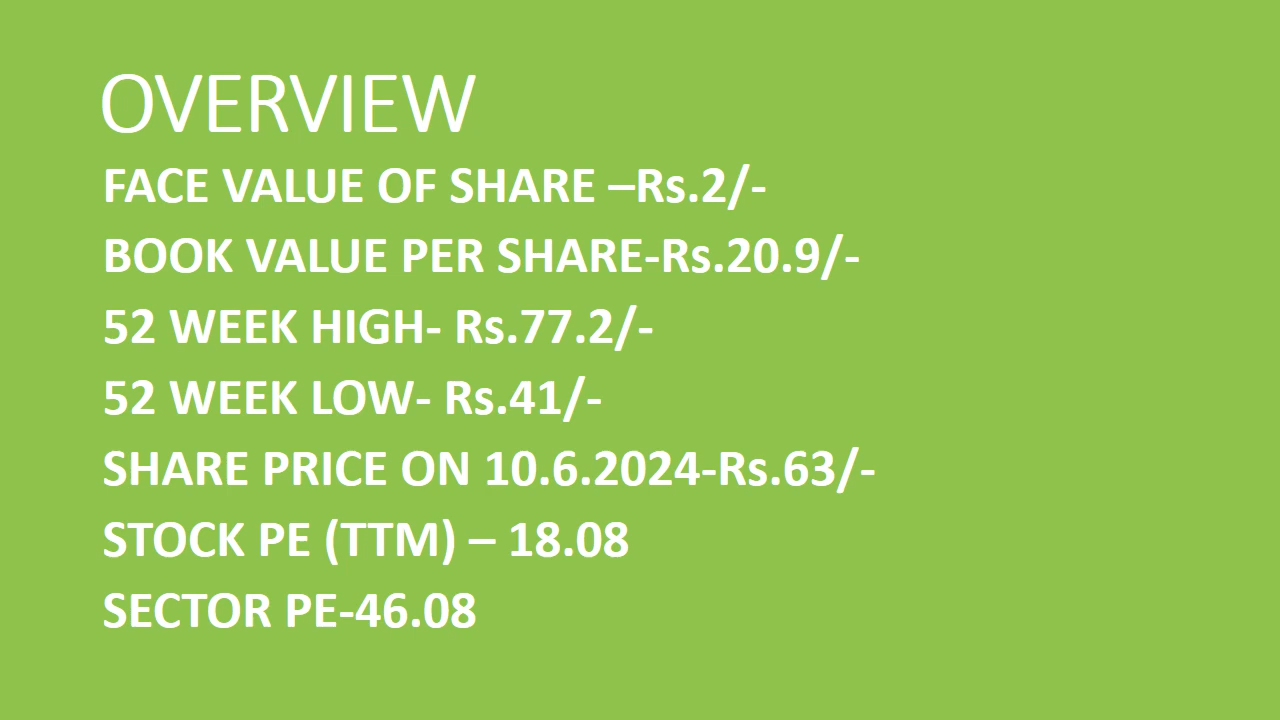 OVERVIEW
FACE VALUE OF SHARE –Rs.2/-
BOOK VALUE PER SHARE-Rs.20.9/-
52 WEEK HIGH- Rs.77.2/-
52 WEEK LOW- Rs.41/-
SHARE PRICE ON 10.6.2024-Rs.63/-
STOCK PE (TTM) – 18.08
SECTOR PE-46.08